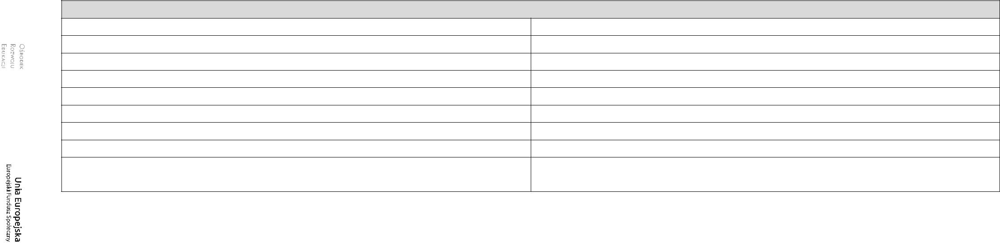 Ośrodek
Rozwoju
Edukacji
Unia Europejska
Europejski Fundusz Społeczny